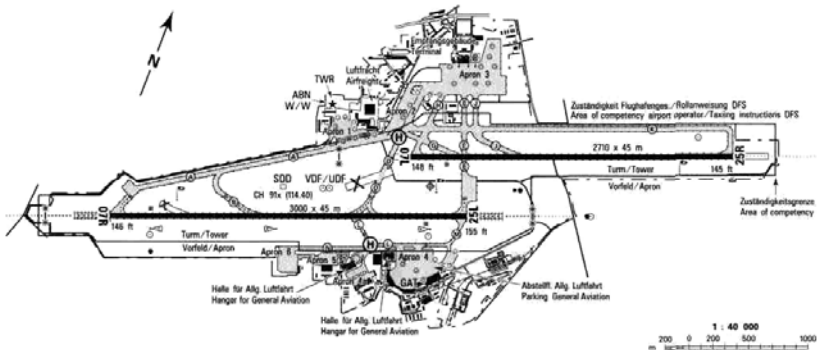 N
Empfangsgebäude
Terminal
Apron 3
Luftfracht
Airfreight
TWR
ABN
W/W
Apron 1
H
Zuständigkeit Flughafenges./Rollanweisung DFS
Area of competency airport operator/Taxiing instructions DFS
2710 x 45 m
07L
25R
148 ft
145 ft
Turm/Tower
Vorfeld/Apron
Zuständigkeitsgrenze
Area of competency
SDD
VDF/UDF
CH 91x (114.40)
3000 x 45 m
07R
25L
146 ft
155 ft
Turm/Tower
Vorfeld/Apron
H
Apron 6
Apron 5
Apron 4
GAT
Halle für Allg. Luftfahrt
Hangar for General Aviation
Halle für Allg. Luftfahrt
Hangar for General Aviation
Abstellfl. Allg. Luftfahrt
Parking General Aviation
1 : 40 000
m 200 0 200 400 600 800 1000